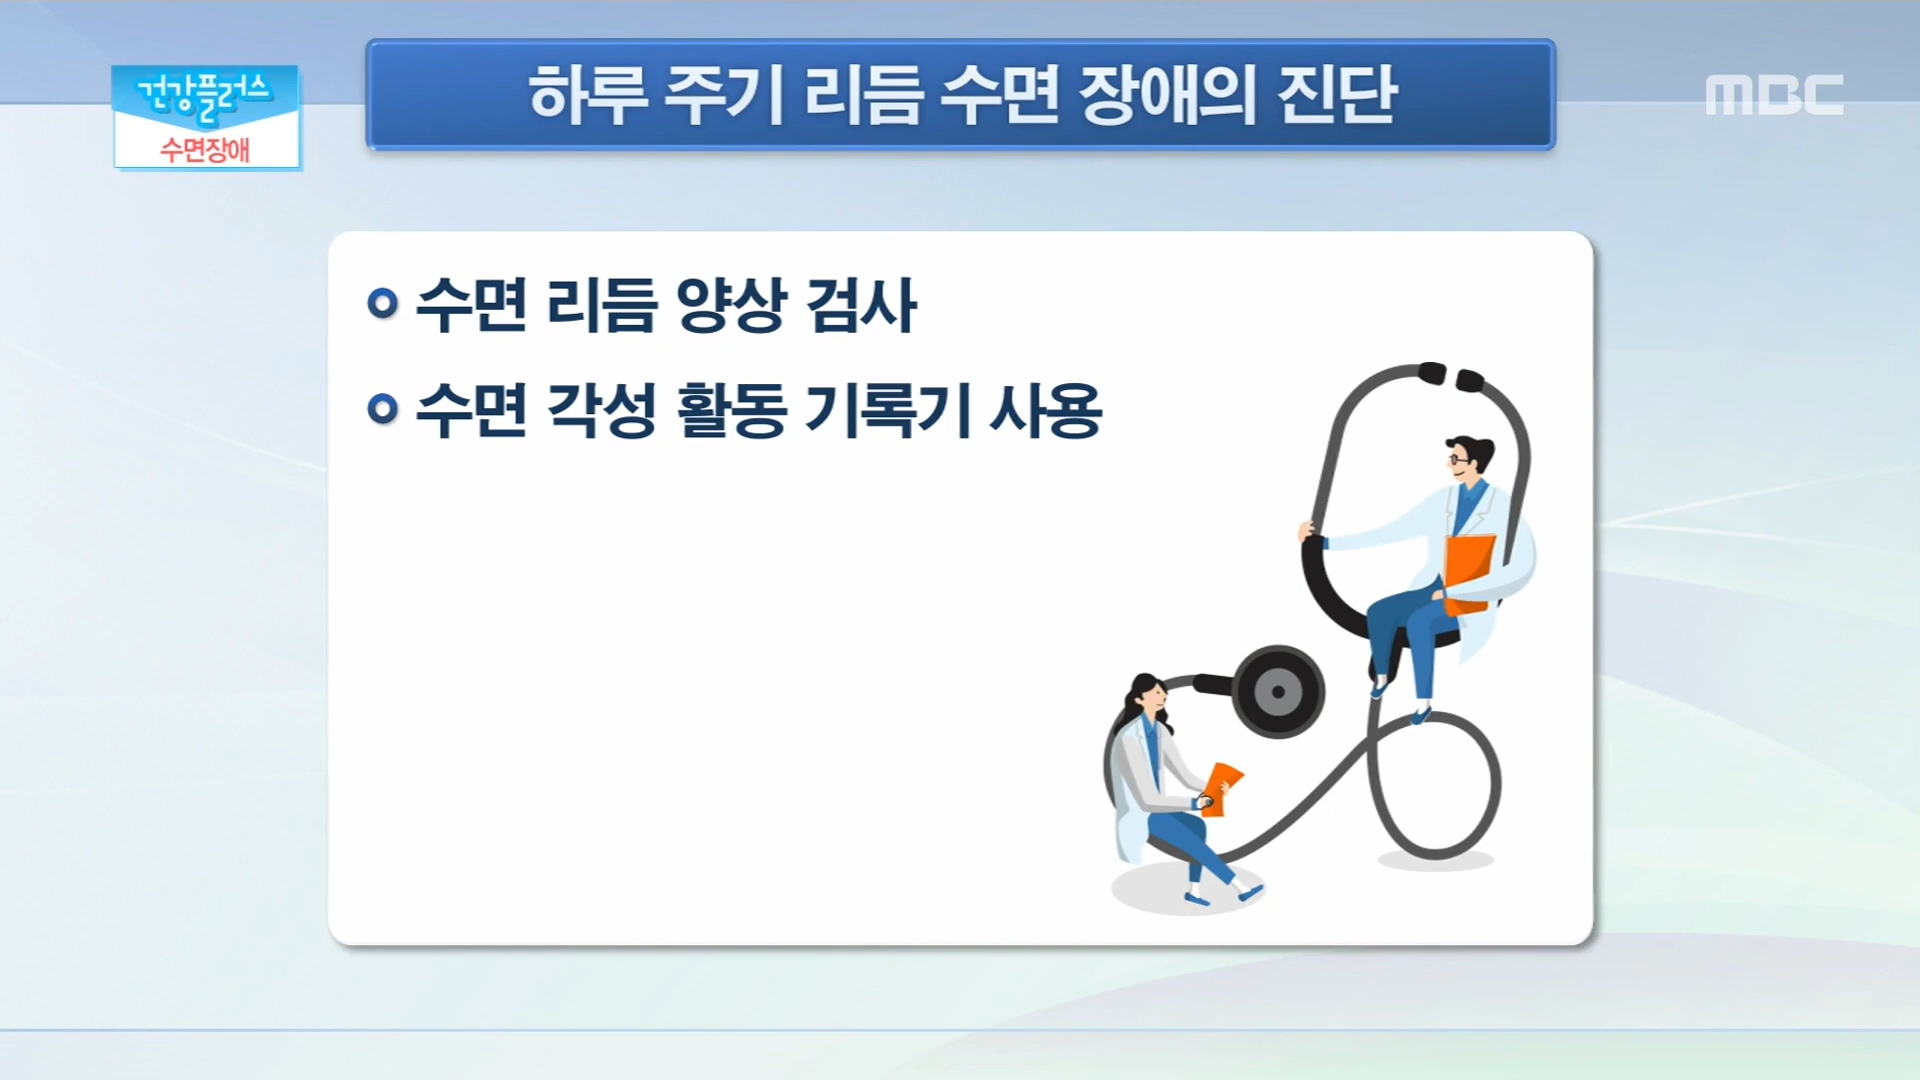 하루 주기 리듬 수면 장애의 진단
건강플러스
수면장애
MBC
수면 리듬 양상 검사
수면 각성 활동 기록기 사용